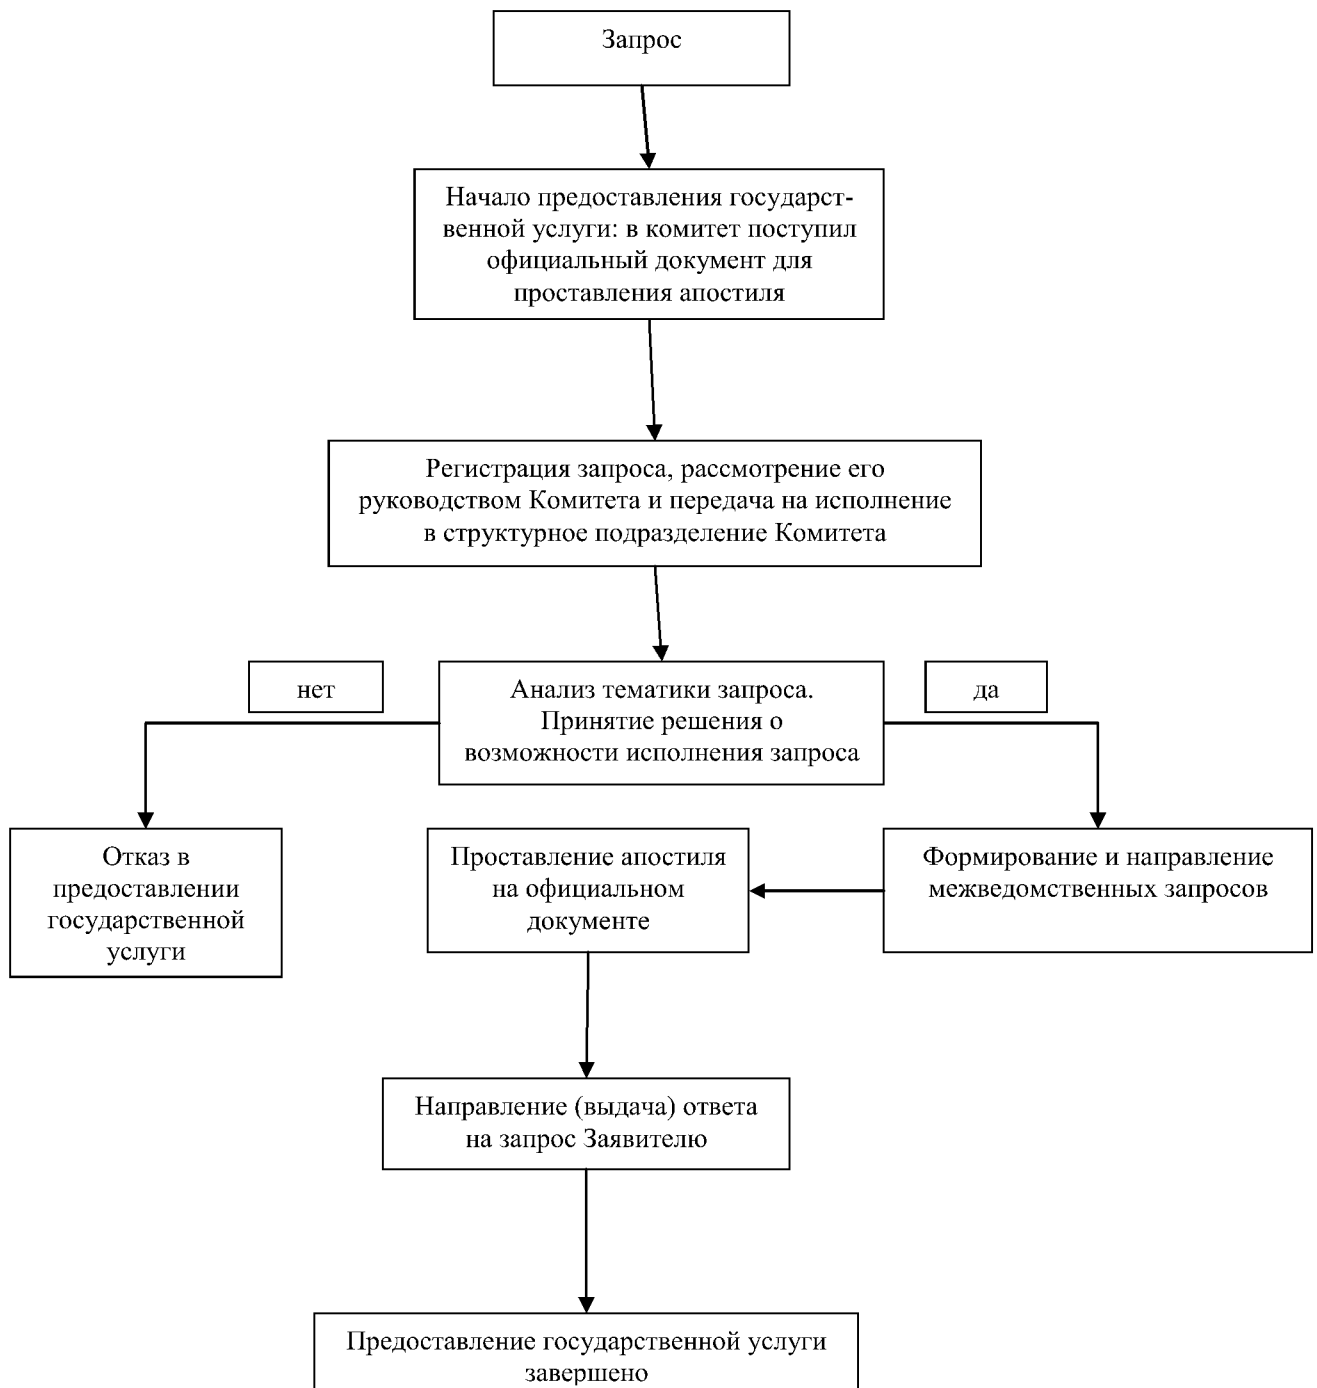 Запрос
Начало предоставления государст-
венной услуги: в комитет поступил
официальный документ для
проставления апостиля
Регистрация запроса, рассмотрение его
руководством Комитета и передача на исполнение
в структурное подразделение Комитета
нет
Анализ тематики запроса.
Принятие решения о
возможности исполнения запроса
да
Отказ в
предоставлении
государственной
услуги
Проставление апостиля
на официальном
документе
Формирование и направление
межведомственных запросов
Направление (выдача) ответа
на запрос Заявителю
Предоставление государственной услуги
завершено